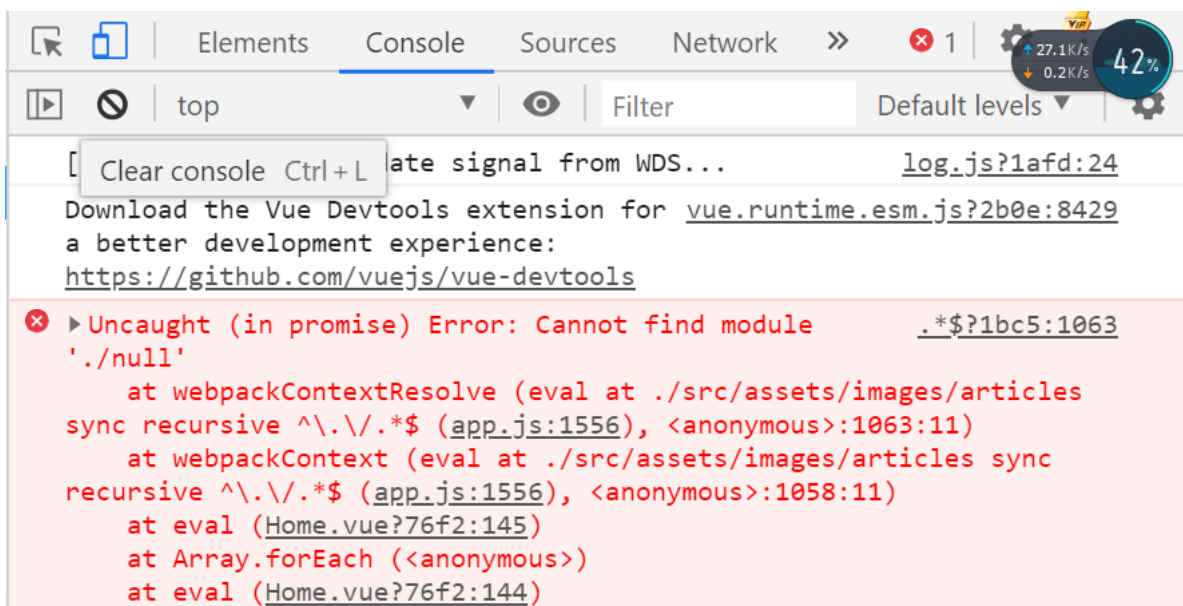 Elements Console Sources Network » 1
VIP
27.1K/s
0.2K/s
42%
top Filter Default levels
[ date signal from WDS... log.js?1afd:24
Clear console Ctrl + L
Download the Vue Devtools extension for vue.runtime.esm.js?2b0e:8429
a better development experience:
https://github.com/vuejs/vue-devtools
Uncaught (in promise) Error: Cannot find module .*$?1bc5:1063
'./null'
at webpackContextResolve (eval at ./src/assets/images/articles
sync recursive ^\.\/.*$ (app.js:1556), <anonymous>:1063:11)
at webpackContext (eval at ./src/assets/images/articles sync
recursive ^\.\/.*$ (app.js:1556), <anonymous>:1058:11)
at eval (Home.vue?76f2:145)
at Array.forEach (<anonymous>)
at eval (Home.vue?76f2:144)